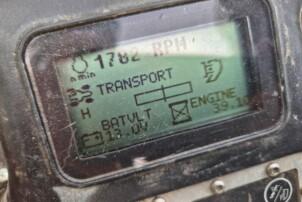 1782 RPM
n/min
TRANSPORT
H
BATVLT ENGINE
13.0V 39.10